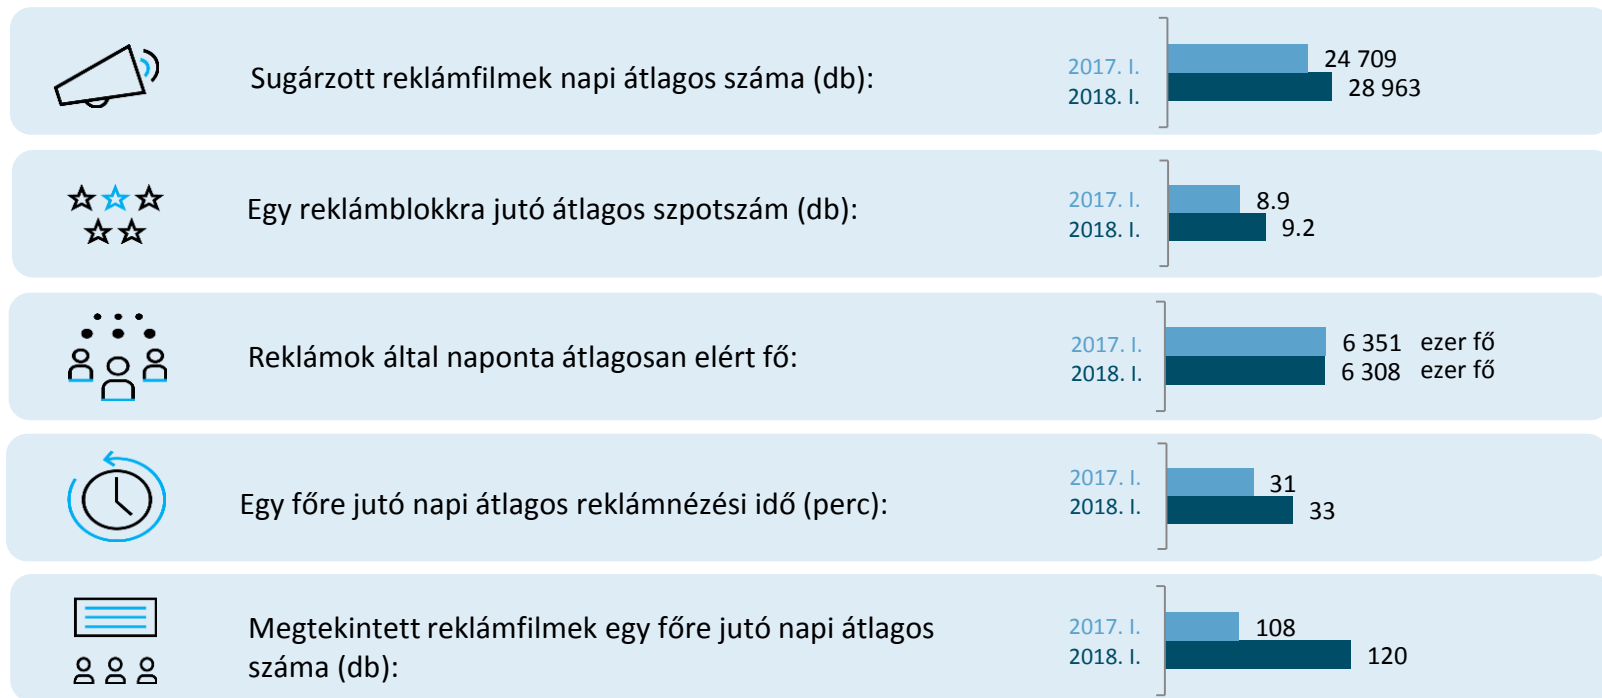 Sugárzott reklámfilmek napi átlagos száma (db):
2017. I.
2018. I.
24 709
28 963
Egy reklámblokkra jutó átlagos szpotszám (db):
2017. I.
2018. I.
8.9
9.2
Reklámok által naponta átlagosan elért fő:
2017. I.
2018. I.
6 351 ezer fő
6 308 ezer fő
Egy főre jutó napi átlagos reklámnézési idő (perc):
2017. I.
2018. I.
31
33
Megtekintett reklámfilmek egy főre jutó napi átlagos
száma (db):
2017. I.
2018. I.
108
120